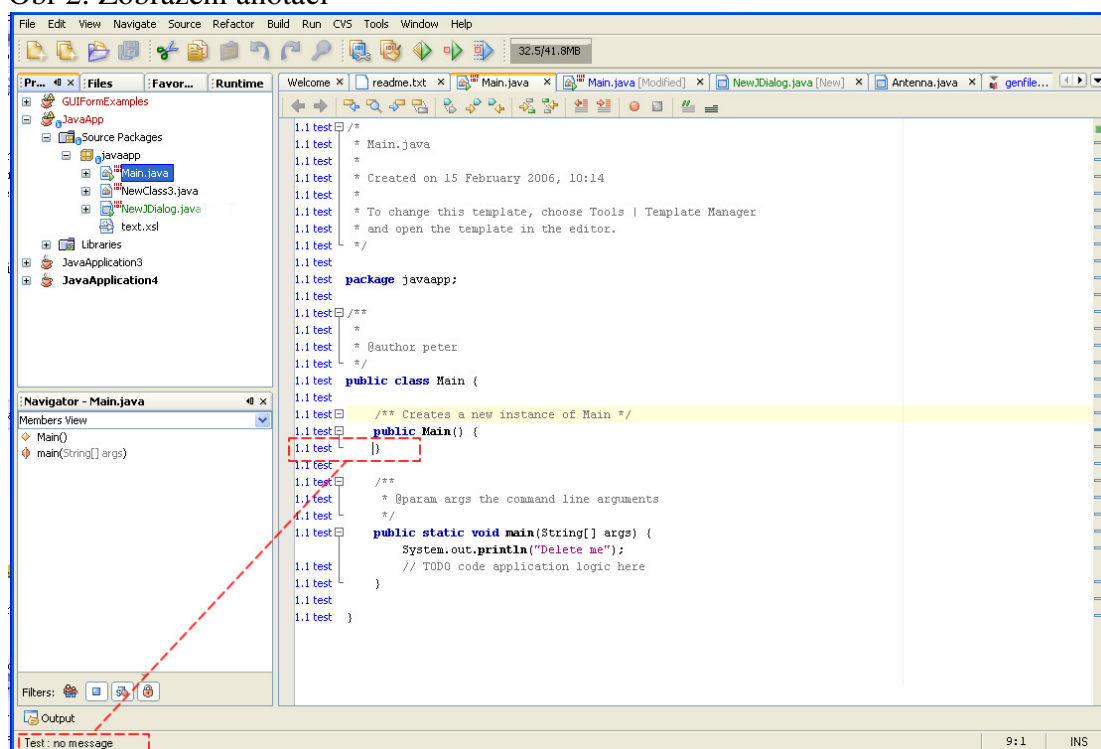 Obr 2. Zobrazení anotací
File Edit View Navigate Source Refactor Build Run CVS Tools Window Help
32.5/41.8MB
Pr... Files Favor... Runtime
Welcome readme.txt Main.java Main.java [Modified] NewJDialog.java [New] Antenna.java genfile...
GUIFormExamples
JavaApp
Source Packages
javaapp
Main.java
NewClass3.java
NewJDialog.java
text.xsl
Libraries
JavaApplication3
JavaApplication4
Navigator - Main.java
Members View
Main()
main(String[] args)
Filters:
1.1 test /*
1.1 test * Main.java
1.1 test *
1.1 test * Created on 15 February 2006, 10:14
1.1 test *
1.1 test * To change this template, choose Tools | Template Manager
1.1 test * and open the template in the editor.
1.1 test */
1.1 test
1.1 test package javaapp;
1.1 test
1.1 test /**
1.1 test *
1.1 test * @author peter
1.1 test */
1.1 test public class Main {
1.1 test
1.1 test /** Creates a new instance of Main */
1.1 test public Main() {
1.1 test }
1.1 test
1.1 test /**
1.1 test * @param args the command line arguments
1.1 test */
1.1 test public static void main(String[] args) {
System.out.println("Delete me");
1.1 test // TODO code application logic here
1.1 test }
1.1 test
1.1 test }
Output
Test : no message
9:1 INS